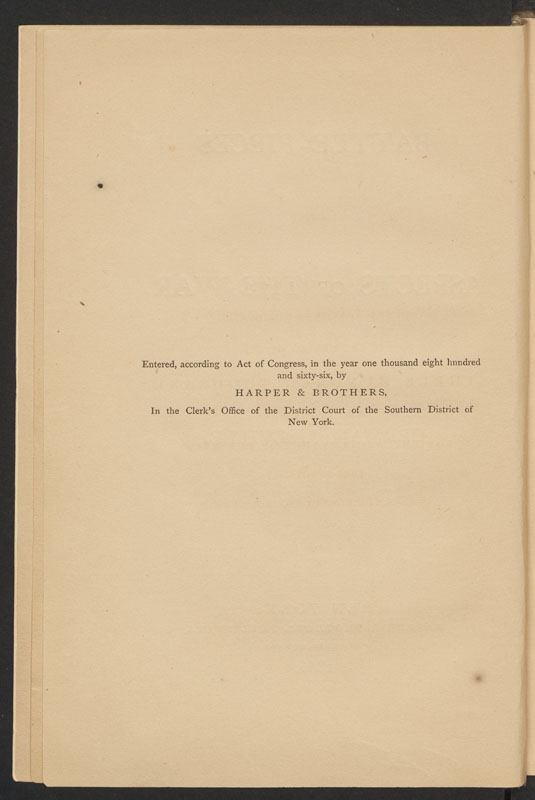 Entered, according to Act of Congress, in the year one thousand eight hundred
and sixty-six, by
HARPER & BROTHERS,
In the Clerk's Office of the District Court of the Southern District of
New York.